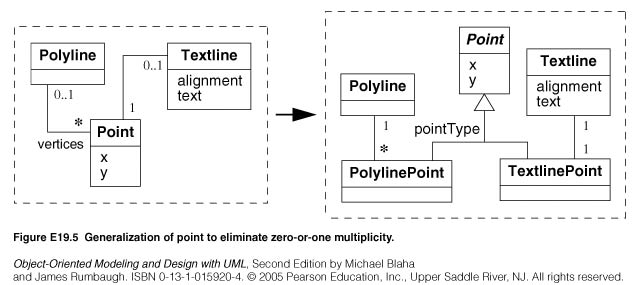 Polyline
0..1
*
vertices
Textline
alignment
text
0..1
1
Point
x
y
Point
x
y
Polyline
1
*
PolylinePoint
pointType
Textline
alignment
text
1
1
TextlinePoint
Figure E19.5 Generalization of point to eliminate zero-or-one multiplicity.
Object-Oriented Modeling and Design with UML, Second Edition by Michael Blaha
and James Rumbaugh. ISBN 0-13-1-015920-4. © 2005 Pearson Education, Inc., Upper Saddle River, NJ. All rights reserved.